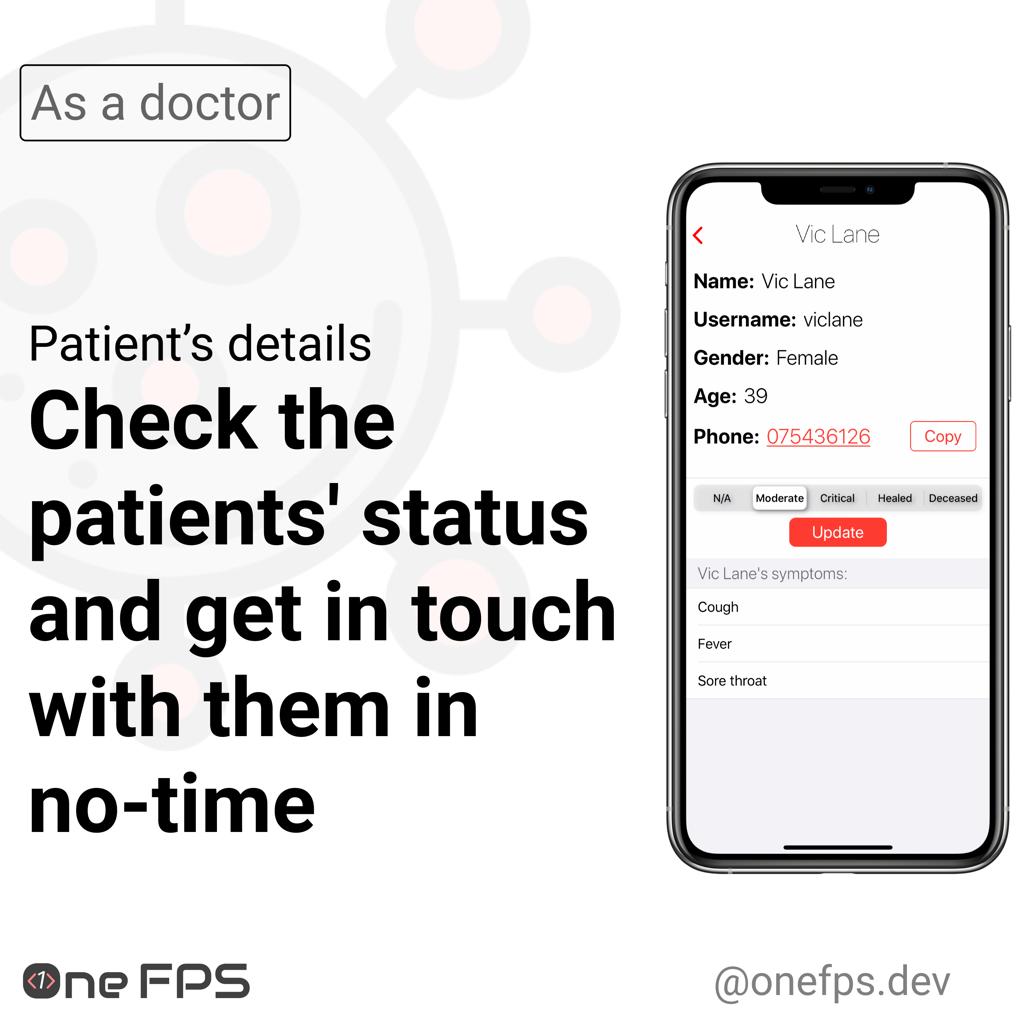 As a doctor
Patient’s details
Check the
patients' status
and get in touch
with them in
no-time
Vic Lane
Name: Vic Lane
Username: viclane
Gender: Female
Age: 39
Phone: 075436126 Copy
N/A Moderate Critical Healed Deceased
Update
Vic Lane's symptoms:
Cough
Fever
Sore throat
<1>ne FPS
@onefps.dev